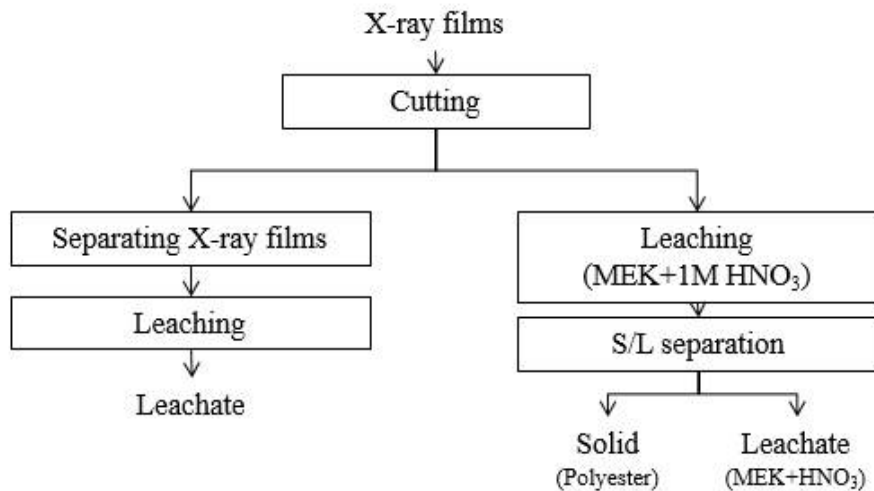 X-ray films
Cutting
Separating X-ray films
Leaching
Leachate
Leaching
(MEK+1M HNO₃)
S/L separation
Solid
(Polyester)
Leachate
(MEK+HNO₃)